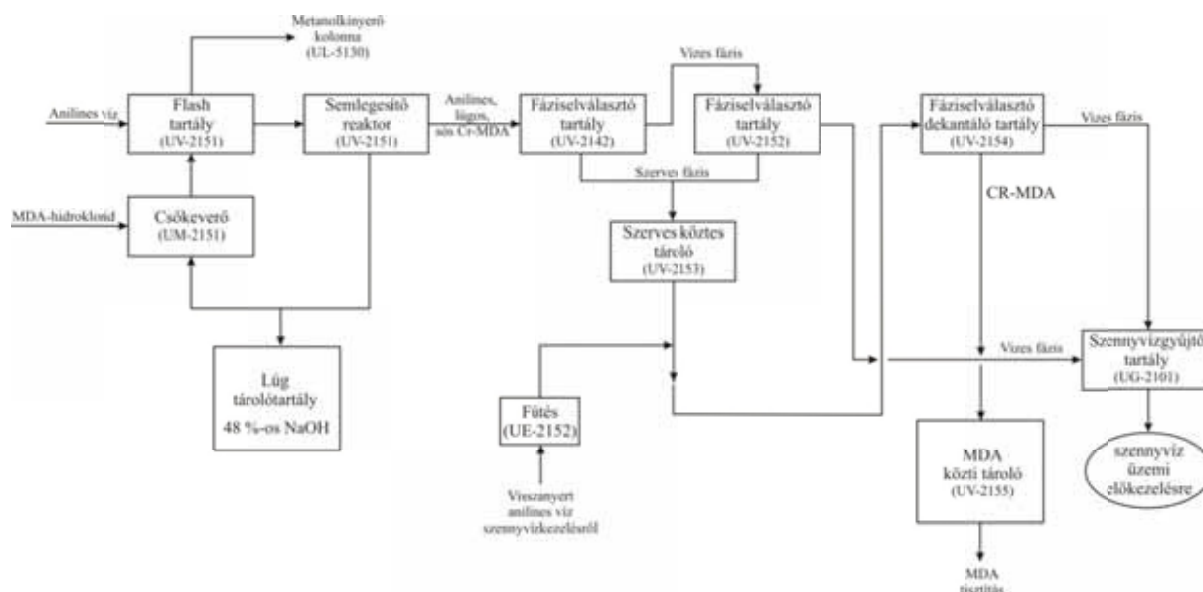 Metanolkinyerő
kolonna
(UL-5130)
Anilines víz
Flash
tartály
(UV-2151)
Semlegesítő
reaktor
(UV-2151)
Anilines,
lúgos,
sós Cr-MDA
Fáziselválasztó
tartály
(UV-2142)
Vizes fázis
Fáziselválasztó
tartály
(UV-2152)
Fáziselválasztó
dekantáló tartály
(UV-2154)
Vizes fázis
Szerves fázis
CR-MDA
MDA-hidroklorid
Csőkeverő
(UM-2151)
Szerves köztes
tároló
(UV-2153)
Lúg
tárolótartály
48 %-os NaOH
Fűtés
(UE-2152)
Visszanyert
anilines víz
szennyvízkezelésről
Vizes fázis
Szennyvízgyűjtő
tartály
(UG-2101)
MDA
közti tároló
(UV-2155)
szennyvíz
üzemi
előkezelésre
MDA
tisztítás